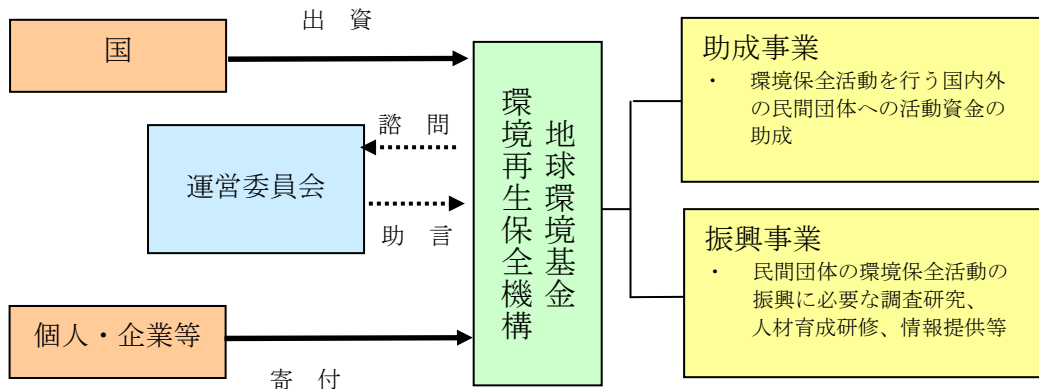 出　資
国
諮　問
運営委員会
助　言
個人・企業等
寄　付
地球環境基金
環境再生保全機構
助成事業
・　環境保全活動を行う国内外
の民間団体への活動資金の
助成
振興事業
・　民間団体の環境保全活動の
振興に必要な調査研究、
人材育成研修、情報提供等